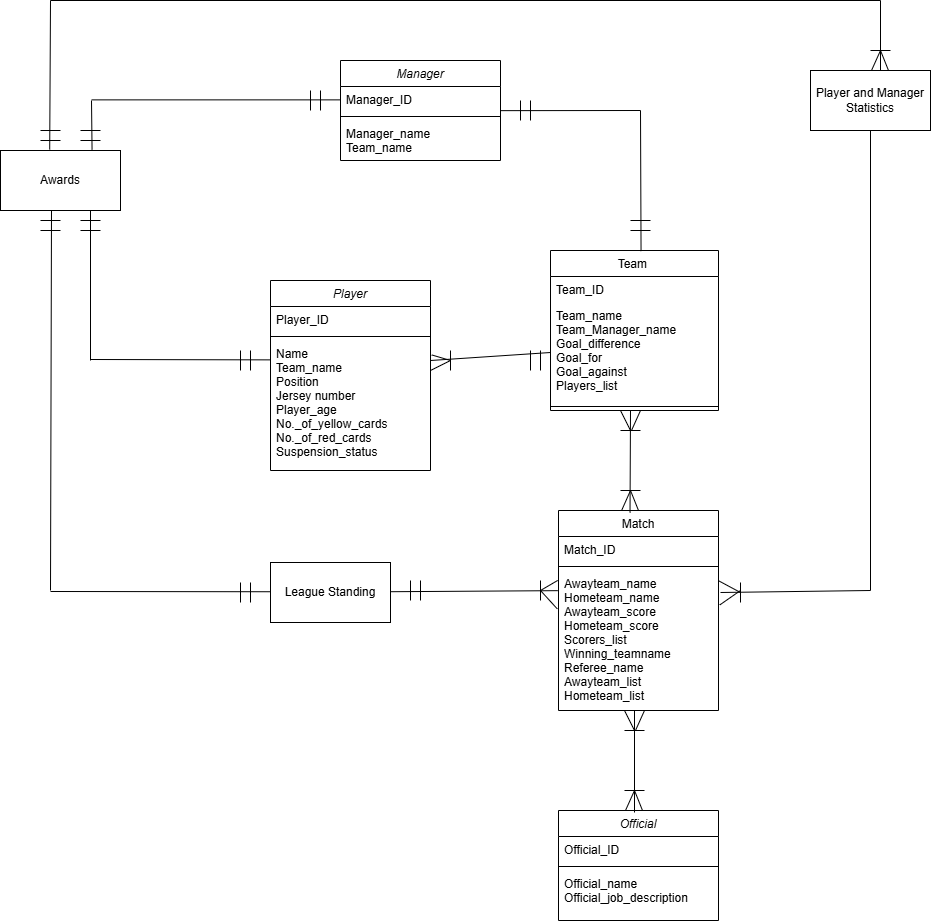 Manager
Manager_ID
Manager_name
Team_name
Player and Manager
Statistics
Awards
Team
Team_ID
Team_name
Team_Manager_name
Goal_difference
Goal_for
Goal_against
Players_list
Player
Player_ID
Name
Team_name
Position
Jersey number
Player_age
No._of_yellow_cards
No._of_red_cards
Suspension_status
Match
Match_ID
Awayteam_name
Hometeam_name
Awayteam_score
Hometeam_score
Scorers_list
Winning_teamname
Referee_name
Awayteam_list
Hometeam_list
League Standing
Official
Official_ID
Official_name
Official_job_description